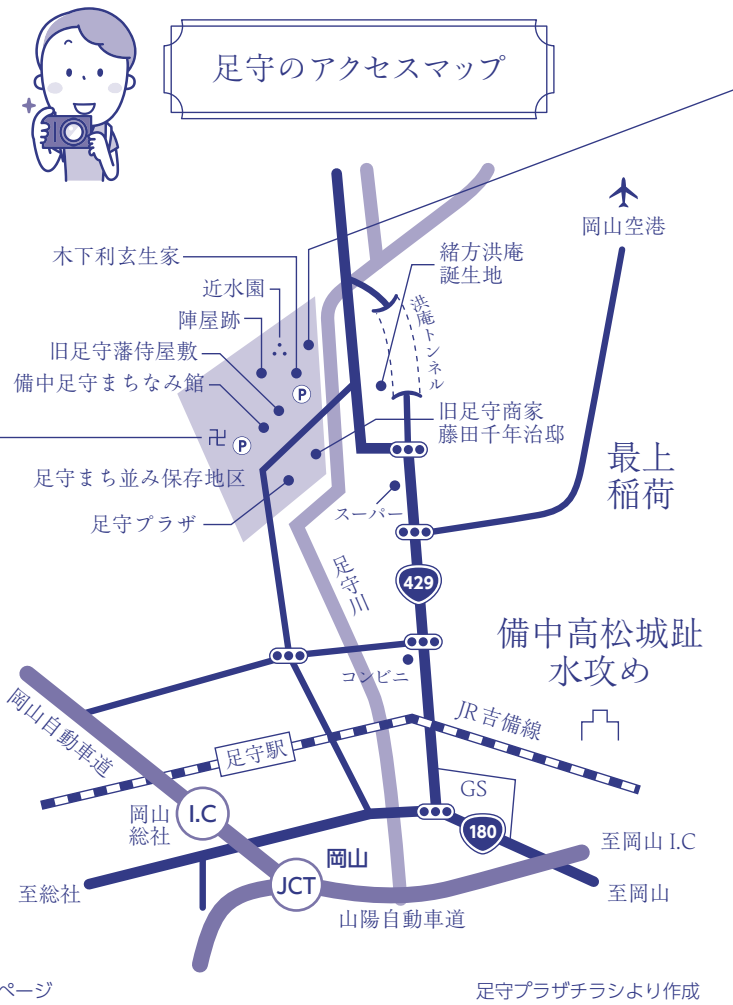 足守のアクセスマップ
岡山空港
木下利玄生家
緒方洪庵
誕生地
近水園
陣屋跡
洪庵トンネル
旧足守藩侍屋敷
備中足守まちなみ館
P
卍
P
旧足守商家
藤田千年治邸
最上
稲荷
足守まち並み保存地区
足守プラザ
スーパー
足守川
429
備中高松城趾
水攻め
コンビニ
岡山自動車道
JR吉備線
足守駅
GS
岡山
総社
I.C
180
至岡山 I.C
岡山
JCT
至総社
至岡山
山陽自動車道
ページ
足守プラザチラシより作成